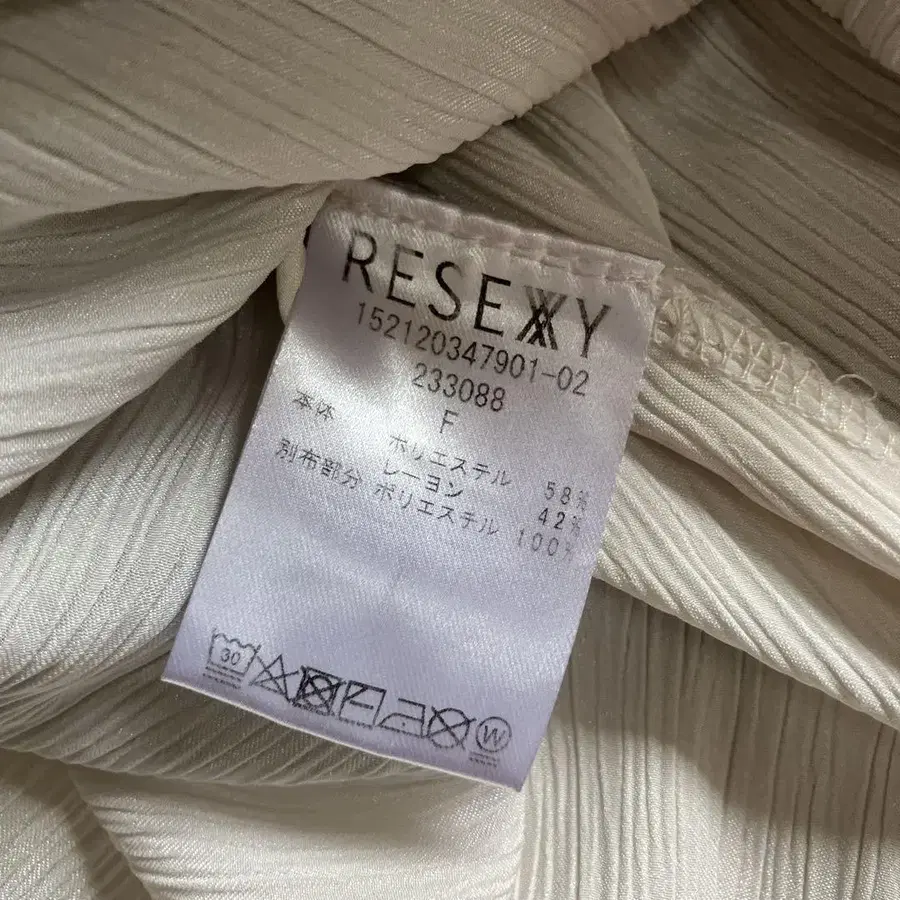 RESEXXY
152120347901-02
233088
F
本体 ポリエステル 58%
レーヨン 42%
別布部分 ポリエステル 100%
30
W